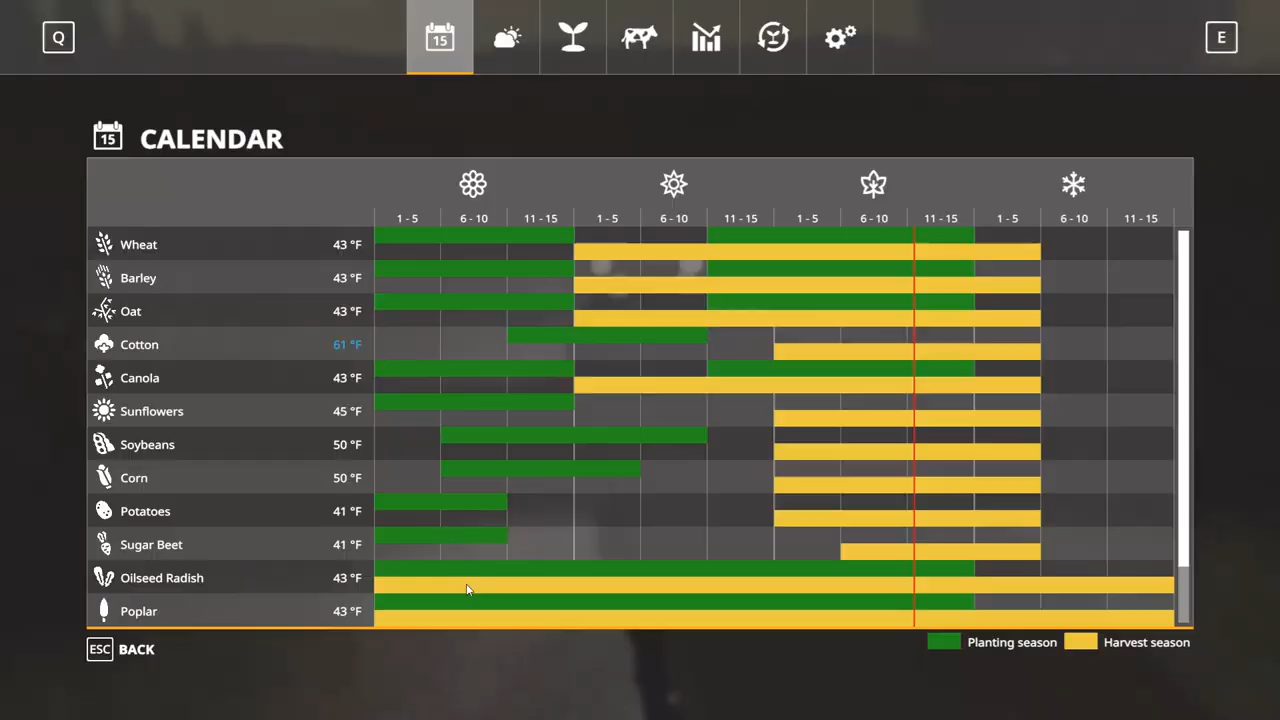 Q
15
E
15 CALENDAR
1 - 5 6 - 10 11 - 15 1 - 5 6 - 10 11 - 15 1 - 5 6 - 10 11 - 15 1 - 5 6 - 10 11 - 15
Wheat 43 °F
Barley 43 °F
Oat 43 °F
Cotton 61 °F
Canola 43 °F
Sunflowers 45 °F
Soybeans 50 °F
Corn 50 °F
Potatoes 41 °F
Sugar Beet 41 °F
Oilseed Radish 43 °F
Poplar 43 °F
ESC BACK
Planting season Harvest season